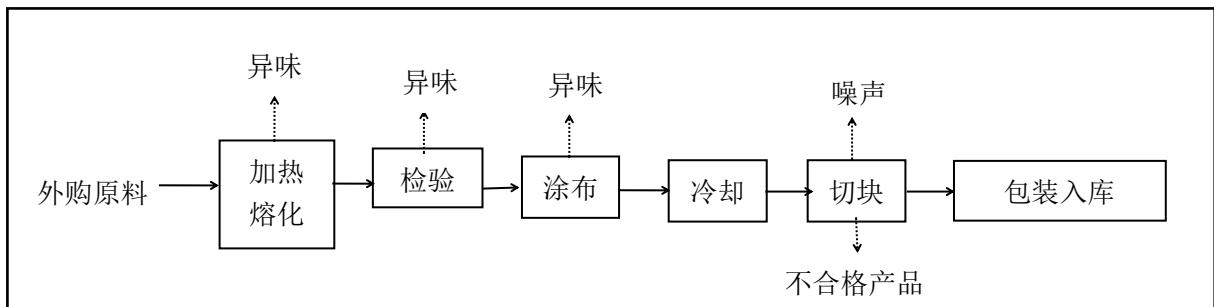 异味
异味
异味
噪声
外购原料
加热
熔化
检验
涂布
冷却
切块
包装入库
不合格产品